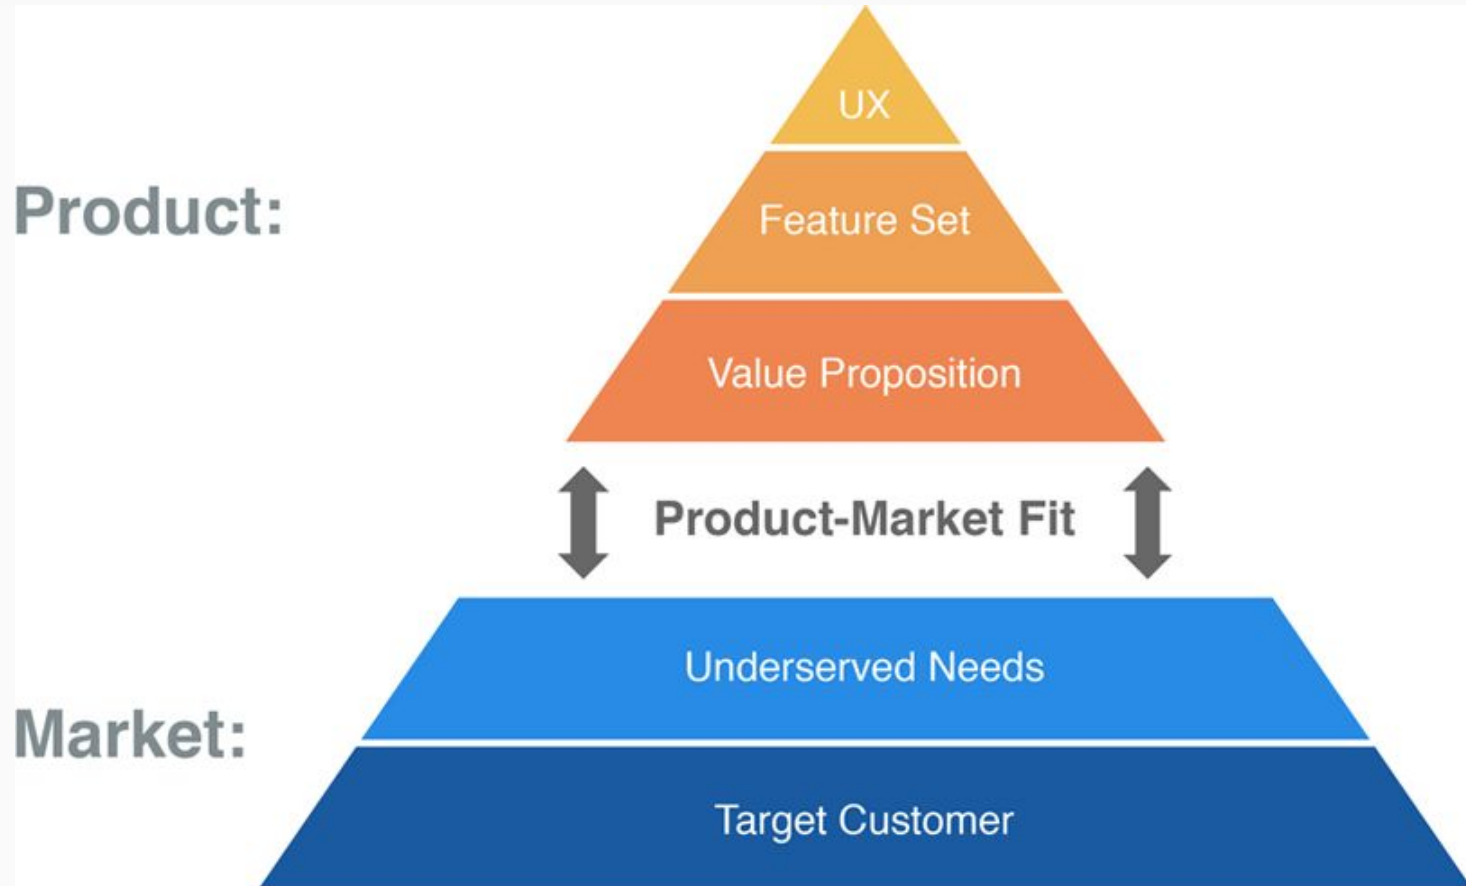 UX
Product:
Feature Set
Value Proposition
Product-Market Fit
Underserved Needs
Market:
Target Customer